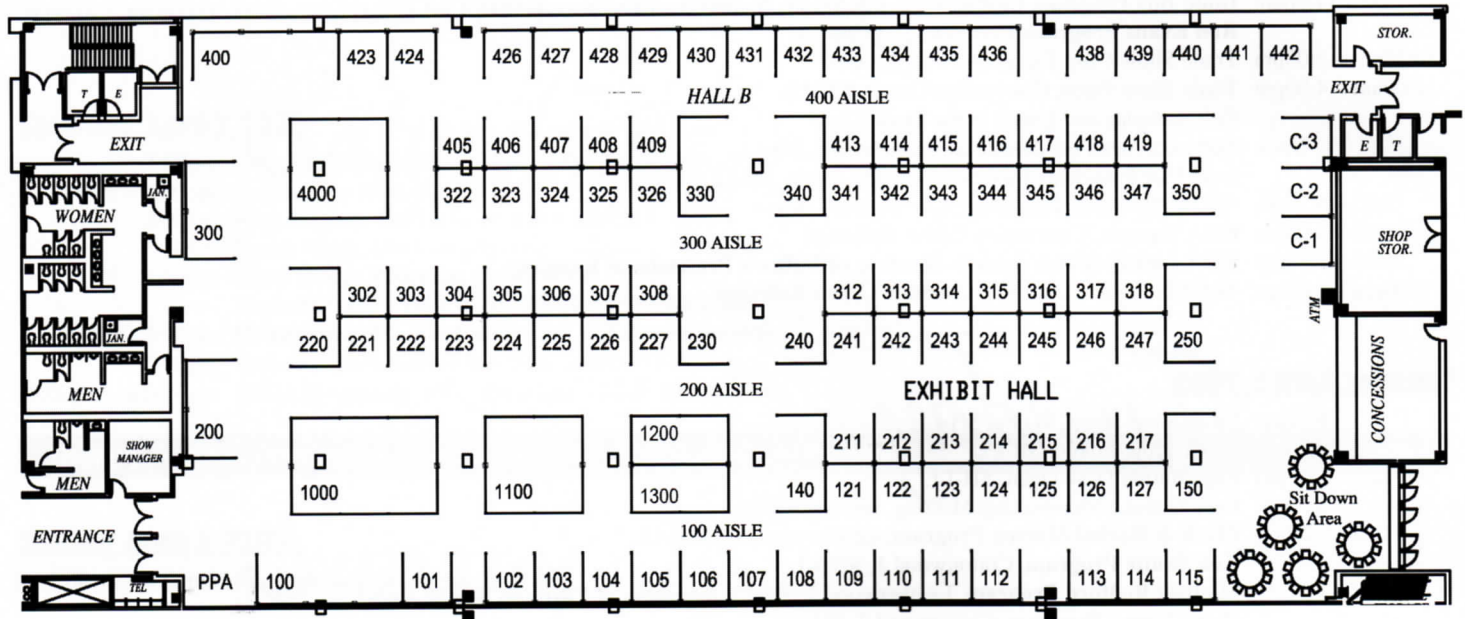 400 423 424 426 427 428 429 430 431 432 433 434 435 436 438 439 440 441 442 STOR.
T E HALL B 400 AISLE EXIT
EXIT 405 406 407 408 409 413 414 415 416 417 418 419 C-3 E T
JAN. 4000 322 323 324 325 326 330 340 341 342 343 344 345 346 347 350 C-2
WOMEN
300 300 AISLE C-1 SHOP
STOR.
302 303 304 305 306 307 308 312 313 314 315 316 317 318 ATM
JAN. 220 221 222 223 224 225 226 227 230 240 241 242 243 244 245 246 247 250
MEN 200 AISLE EXHIBIT HALL CONCESSIONS
200 1200 211 212 213 214 215 216 217
SHOW
MANAGER
MEN 1000 1100 1300 140 121 122 123 124 125 126 127 150 Sit Down
Area
ENTRANCE 100 AISLE
TEL PPA 100 101 102 103 104 105 106 107 108 109 110 111 112 113 114 115